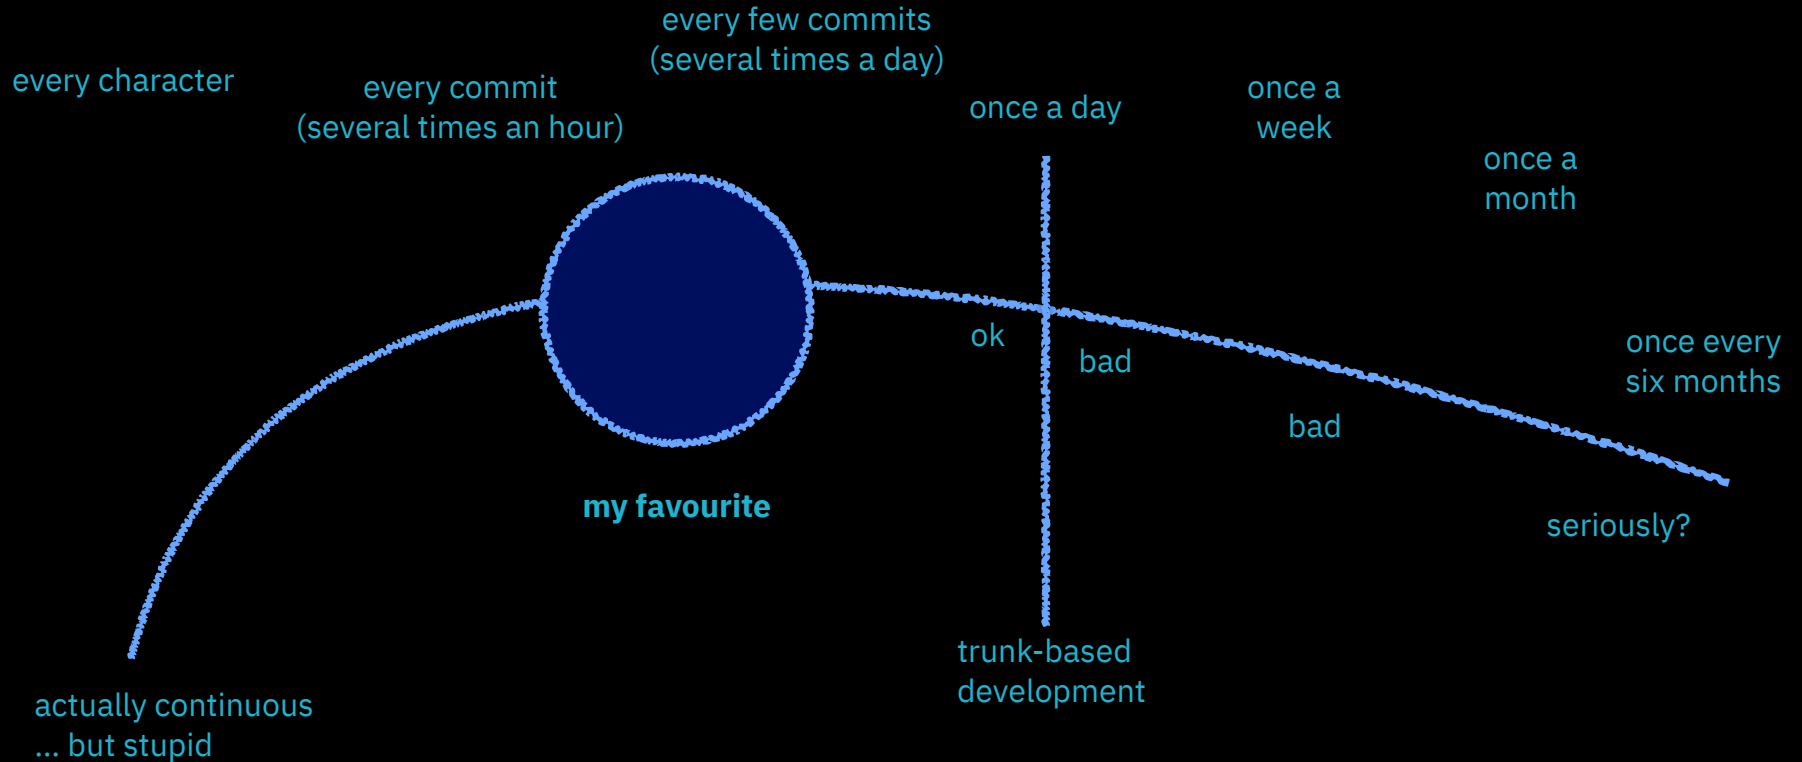 every few commits
(several times a day)
every character
every commit
(several times an hour)
once a day
once a
week
once a
month
ok
bad
once every
six months
bad
my favourite
seriously?
trunk-based
development
actually continuous
... but stupid